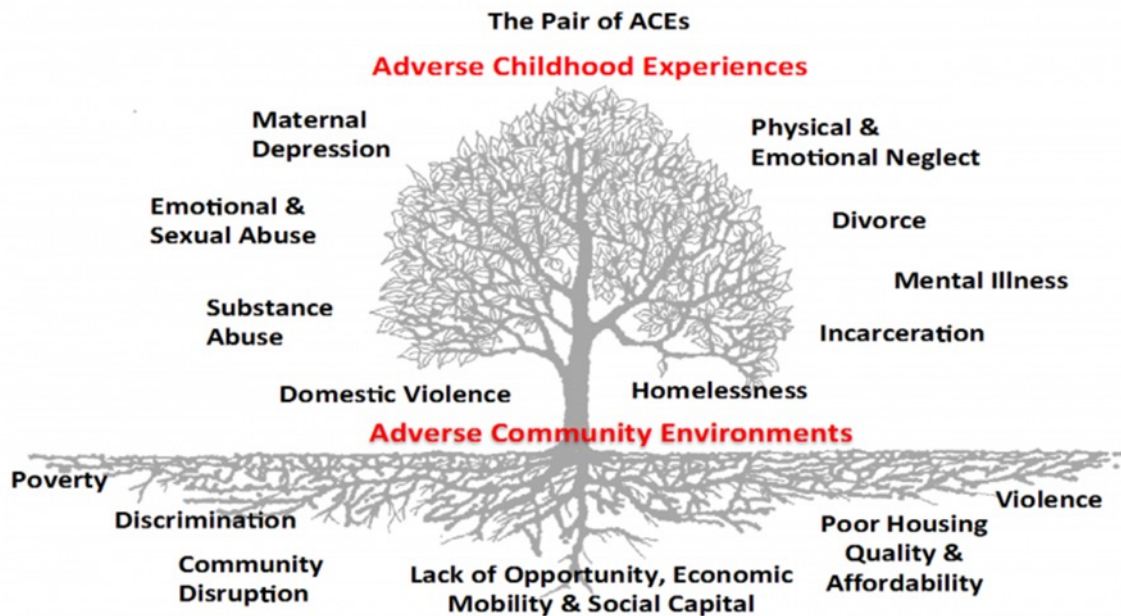 The Pair of ACEs
Adverse Childhood Experiences
Maternal
Depression
Physical &
Emotional Neglect
Emotional &
Sexual Abuse
Divorce
Mental Illness
Substance
Abuse
Incarceration
Domestic Violence
Homelessness
Adverse Community Environments
Poverty
Violence
Discrimination
Poor Housing
Quality &
Affordability
Community
Disruption
Lack of Opportunity, Economic
Mobility & Social Capital